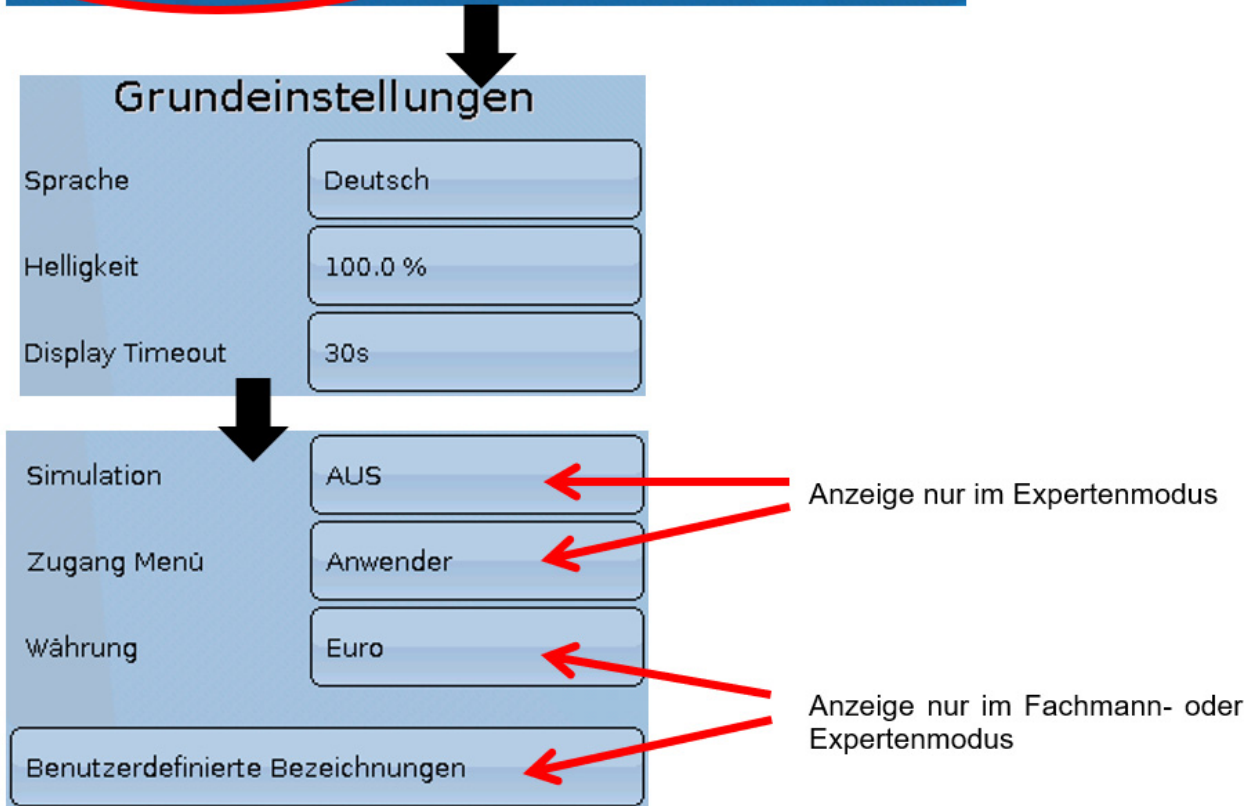 Grundeinstellungen
Sprache Deutsch
Helligkeit 100.0 %
Display Timeout 30s
Simulation AUS
Anzeige nur im Expertenmodus
Zugang Menü Anwender
Währung Euro
Anzeige nur im Fachmann- oder
Expertenmodus
Benutzerdefinierte Bezeichnungen